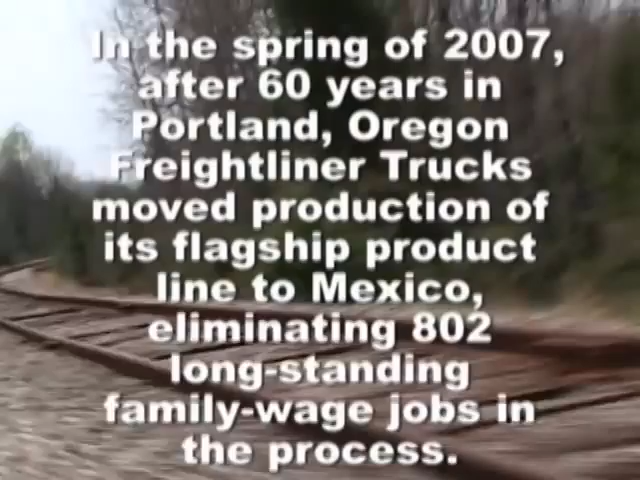 In the spring of 2007,
after 60 years in
Portland, Oregon
Freightliner Trucks
moved production of
its flagship product
line to Mexico,
eliminating 802
long-standing
family-wage jobs in
the process.